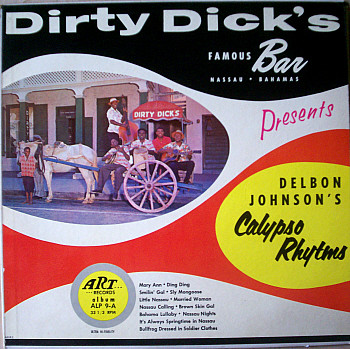 Dirty Dick's
FAMOUS Bar
NASSAU • BAHAMAS
Presents
DIRTY DICK'S
DELBON
JOHNSON'S
Calypso
Rhytms
ART...
RECORDS
album
ALP 9-A
33 1/3 RPM
Mary Ann • Ding Ding
Smilin' Gal • Sly Mongoose
Little Nassau • Married Woman
Nassau Calling • Brown Skin Gal
Bahama Lullaby • Nassau Nights
It's Always Springtime in Nassau
Bullfrog Dressed in Soldier Clothes